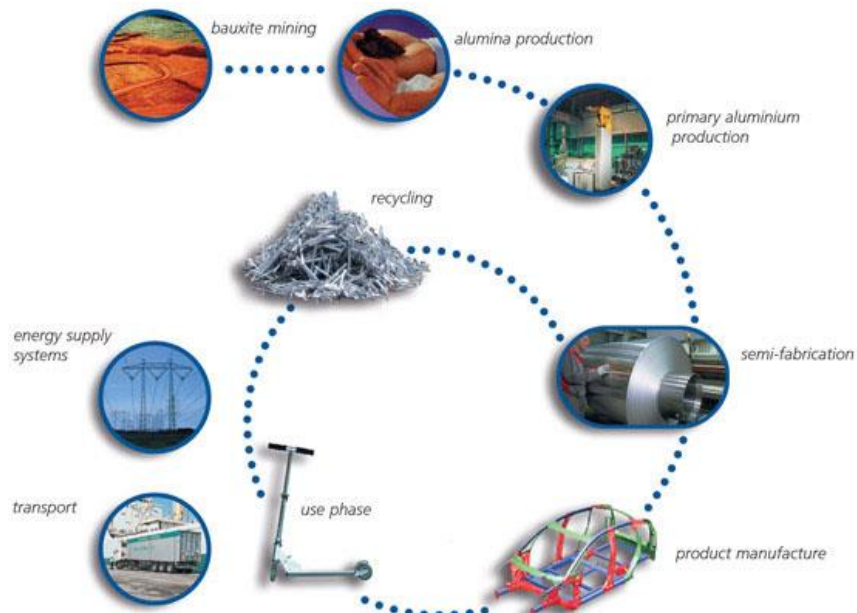 bauxite mining
alumina production
primary aluminium
production
recycling
energy supply
systems
semi-fabrication
transport
use phase
product manufacture